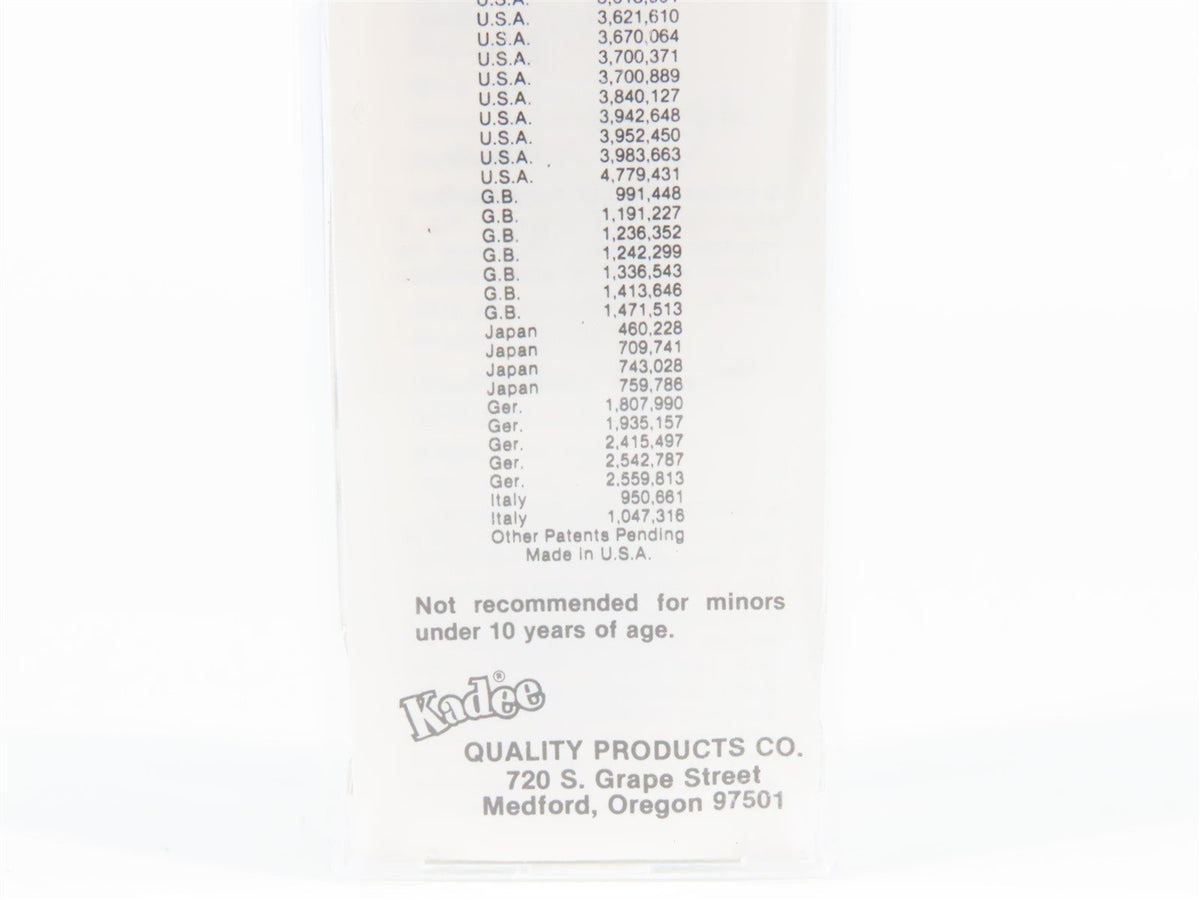 U.S.A. 3,621,610
U.S.A. 3,670,064
U.S.A. 3,700,371
U.S.A. 3,700,889
U.S.A. 3,840,127
U.S.A. 3,942,648
U.S.A. 3,952,450
U.S.A. 3,983,663
U.S.A. 4,779,431
G.B. 991,448
G.B. 1,191,227
G.B. 1,236,352
G.B. 1,242,299
G.B. 1,336,543
G.B. 1,413,646
G.B. 1,471,513
Japan 460,228
Japan 709,741
Japan 743,028
Japan 759,786
Ger. 1,807,990
Ger. 1,935,157
Ger. 2,415,497
Ger. 2,542,787
Ger. 2,559,813
Italy 950,661
Italy 1,047,316
Other Patents Pending
Made in U.S.A.
Not recommended for minors
under 10 years of age.
Kadee®
QUALITY PRODUCTS CO.
720 S. Grape Street
Medford, Oregon 97501